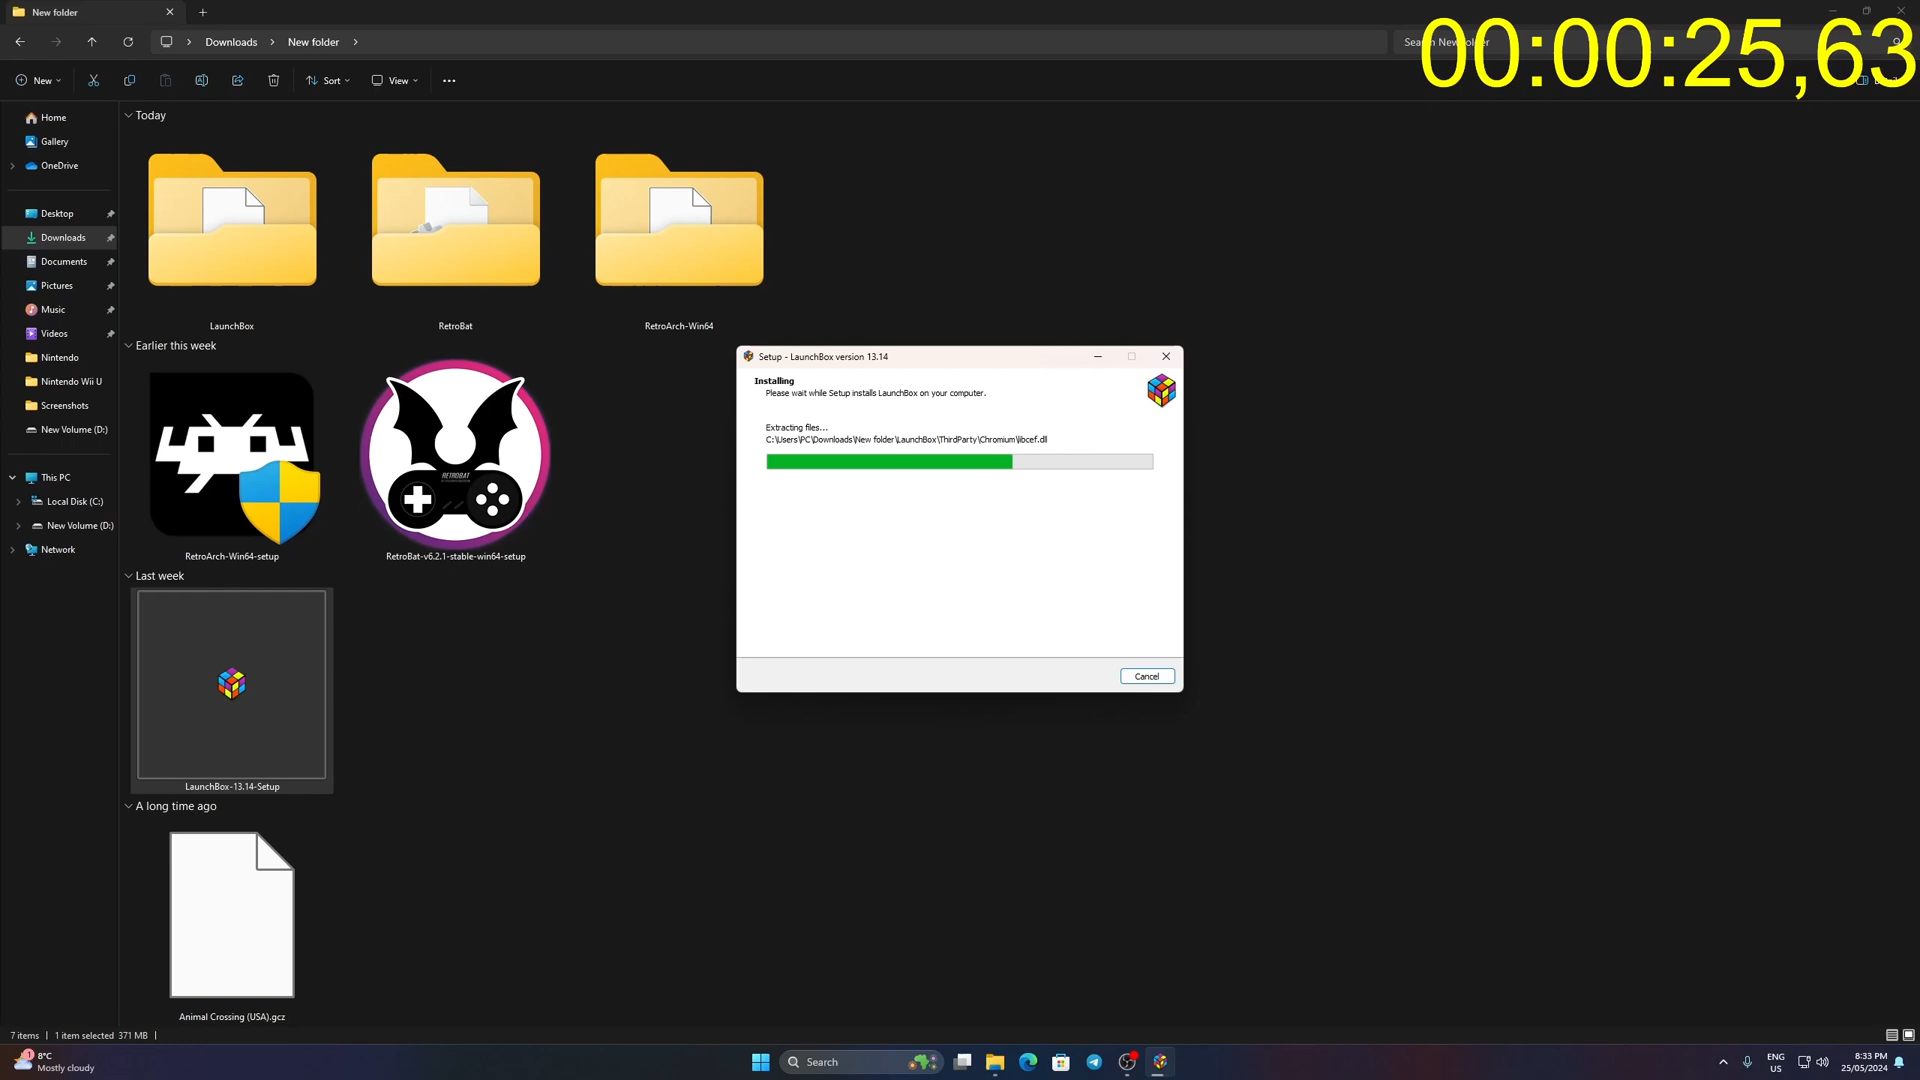 New folder
00:00:25,63
Downloads
New folder
New
Sort
View
Home
Gallery
OneDrive
Desktop
Downloads
Documents
Pictures
Music
Videos
Nintendo
Nintendo Wii U
Screenshots
New Volume (D:)
This PC
Local Disk (C:)
New Volume (D:)
Network
Today
LaunchBox
RetroBat
RetroArch-Win64
Earlier this week
RETROBAT
RetroArch-Win64-setup
RetroBat-v6.2.1-stable-win64-setup
Last week
LaunchBox-13.14-Setup
A long time ago
Animal Crossing (USA).gcz
Setup - LaunchBox version 13.14
Installing
Please wait while Setup installs LaunchBox on your computer.
Extracting files...
C:\Users\PC\Downloads\New folder\LaunchBox\ThirdParty\Chromium\libcef.dll
Cancel
7 items
1 item selected 371 MB
1
8°C
Mostly cloudy
Search
ENG
US
8:33 PM
25/05/2024